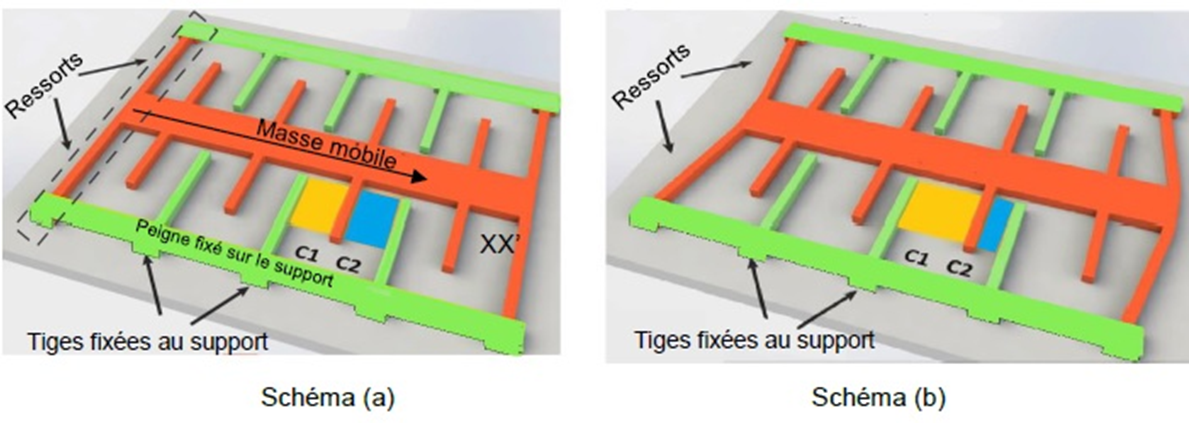 Ressorts
Masse mobile
XX'
Peigne fixé sur le support
C1 C2
Tiges fixées au support
Schéma (a)
Ressorts
C1 C2
Tiges fixées au support
Schéma (b)